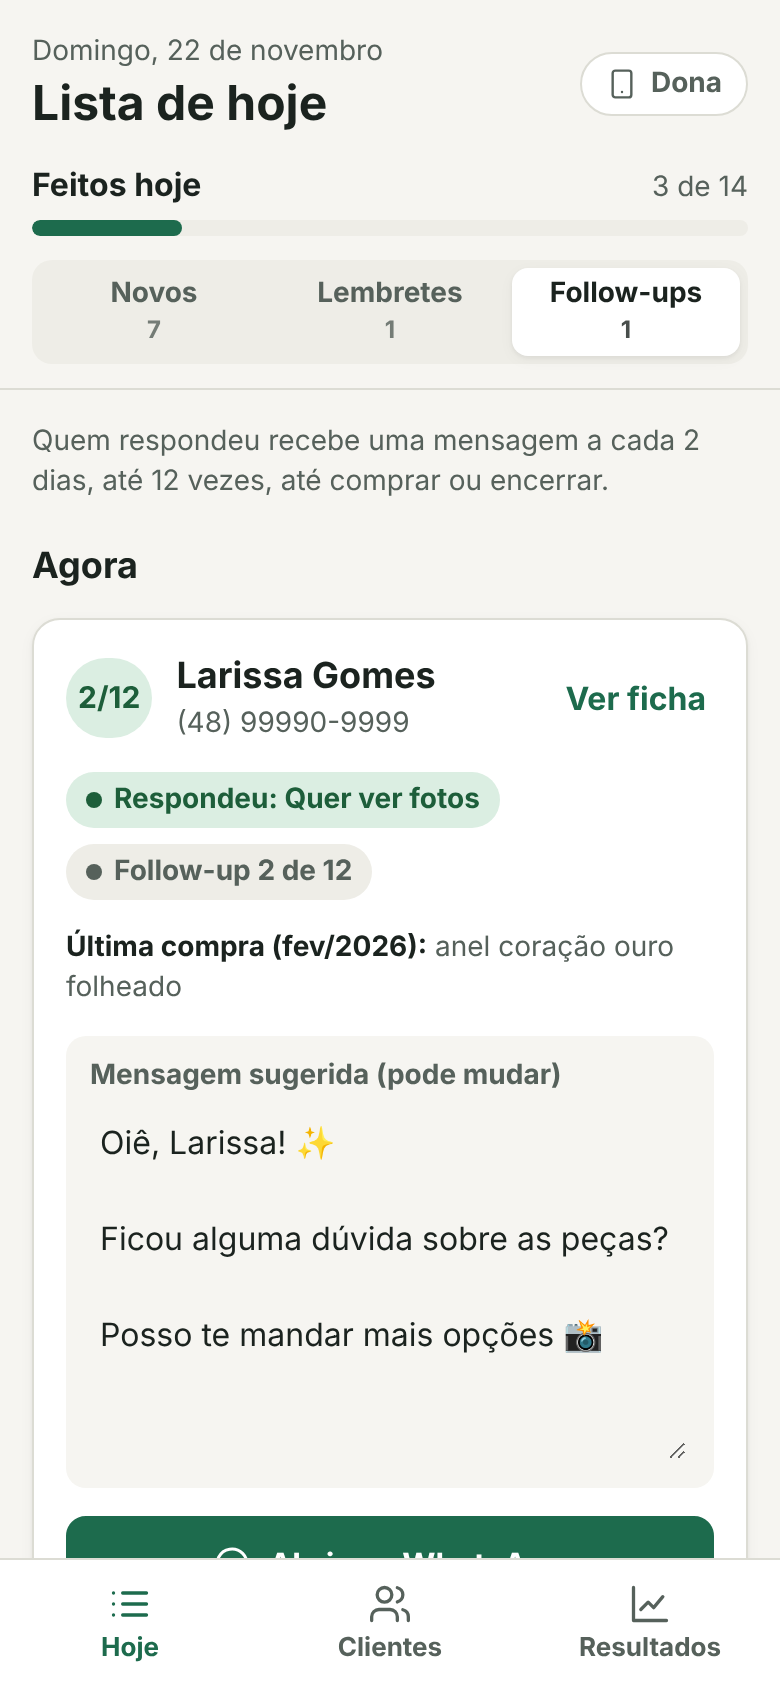 Domingo, 22 de novembro
Lista de hoje
Dona
Feitos hoje
3 de 14
Novos
7
Lembretes
1
Follow-ups
1
Quem respondeu recebe uma mensagem a cada 2
dias, até 12 vezes, até comprar ou encerrar.
Agora
2/12
Larissa Gomes
(48) 99990-9999
Ver ficha
Respondeu: Quer ver fotos
Follow-up 2 de 12
Última compra (fev/2026): anel coração ouro
folheado
Mensagem sugerida (pode mudar)
Oiê, Larissa! ✨
Ficou alguma dúvida sobre as peças?
Posso te mandar mais opções 📸
Hoje
Clientes
Resultados